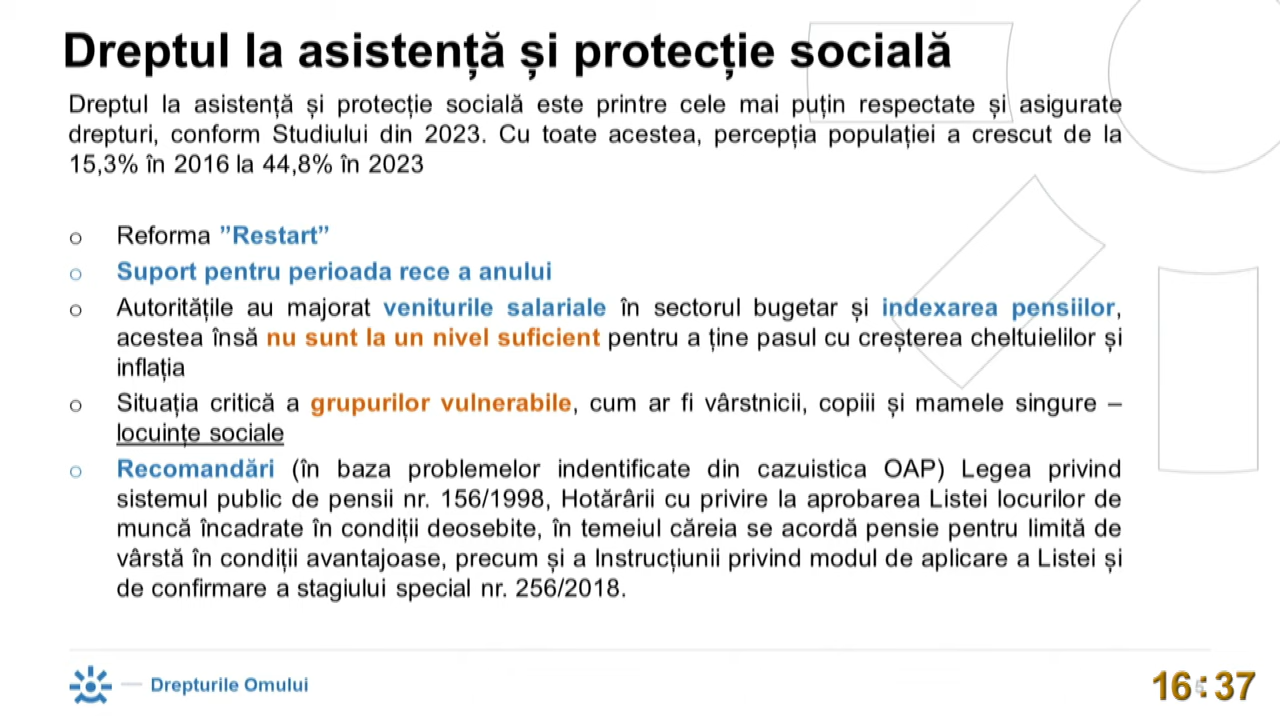 Dreptul la asistență și protecție socială
Dreptul la asistență și protecție socială este printre cele mai puțin respectate și asigurate
drepturi, conform Studiului din 2023. Cu toate acestea, percepția populației a crescut de la
15,3% în 2016 la 44,8% în 2023
o Reforma ”Restart”
o Suport pentru perioada rece a anului
o Autoritățile au majorat veniturile salariale în sectorul bugetar și indexarea pensiilor,
acestea însă nu sunt la un nivel suficient pentru a ține pasul cu creșterea cheltuielilor și
inflația
o Situația critică a grupurilor vulnerabile, cum ar fi vârstnicii, copiii și mamele singure –
locuințe sociale
o Recomandări (în baza problemelor indentificate din cazuistica OAP) Legea privind
sistemul public de pensii nr. 156/1998, Hotărârii cu privire la aprobarea Listei locurilor de
muncă încadrate în condiții deosebite, în temeiul căreia se acordă pensie pentru limită de
vârstă în condiții avantajoase, precum și a Instrucțiunii privind modul de aplicare a Listei și
de confirmare a stagiului special nr. 256/2018.
Drepturile Omului
16:37